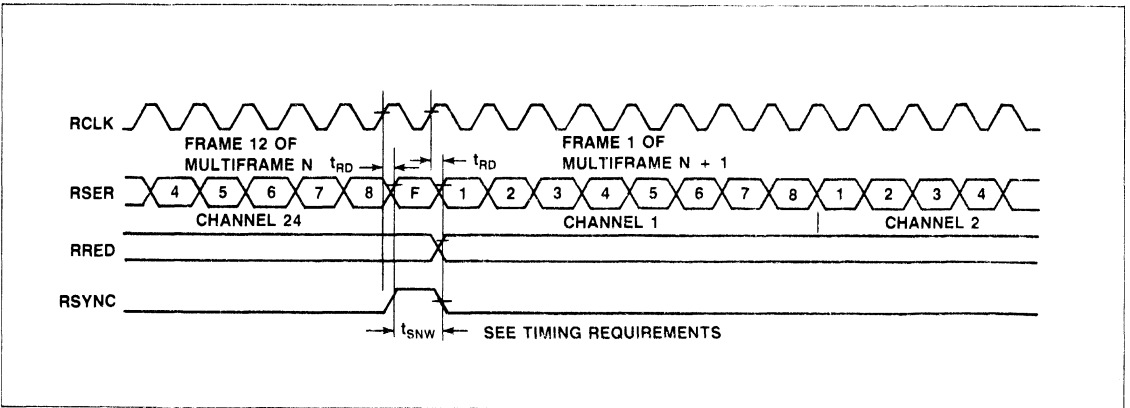 RCLK
FRAME 12 OF
MULTIFRAME N
tRD
FRAME 1 OF
MULTIFRAME N + 1
tRD
RSER
4 5 6 7 8 F 1 2 3 4 5 6 7 8 1 2 3 4
CHANNEL 24
CHANNEL 1
CHANNEL 2
RRED
RSYNC
tSNW
SEE TIMING REQUIREMENTS